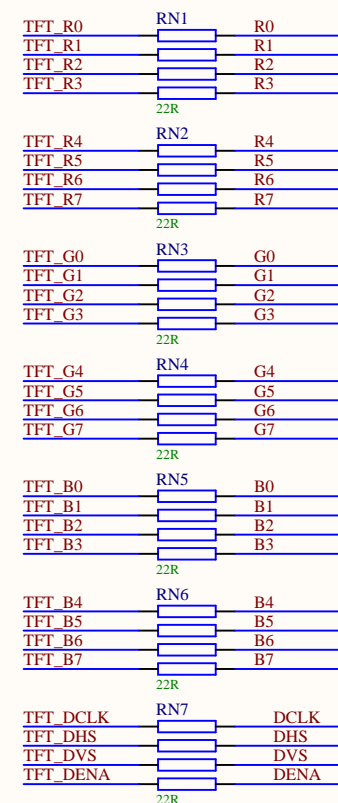 RN1
TFT_R0 R0
TFT_R1 R1
TFT_R2 R2
TFT_R3 R3
22R
RN2
TFT_R4 R4
TFT_R5 R5
TFT_R6 R6
TFT_R7 R7
22R
RN3
TFT_G0 G0
TFT_G1 G1
TFT_G2 G2
TFT_G3 G3
22R
RN4
TFT_G4 G4
TFT_G5 G5
TFT_G6 G6
TFT_G7 G7
22R
RN5
TFT_B0 B0
TFT_B1 B1
TFT_B2 B2
TFT_B3 B3
22R
RN6
TFT_B4 B4
TFT_B5 B5
TFT_B6 B6
TFT_B7 B7
22R
RN7
TFT_DCLK DCLK
TFT_DHS DHS
TFT_DVS DVS
TFT_DENA DENA
22R